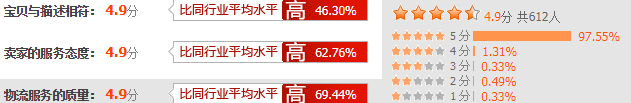 宝贝与描述相符: 4.9分 比同行业平均水平 高 46.30%
卖家的服务态度: 4.9分 比同行业平均水平 高 62.76%
物流服务的质量: 4.9分 比同行业平均水平 高 69.44%
4.9分 共612人
5分 97.55%
4分 1.31%
3分 0.33%
2分 0.49%
1分 0.33%